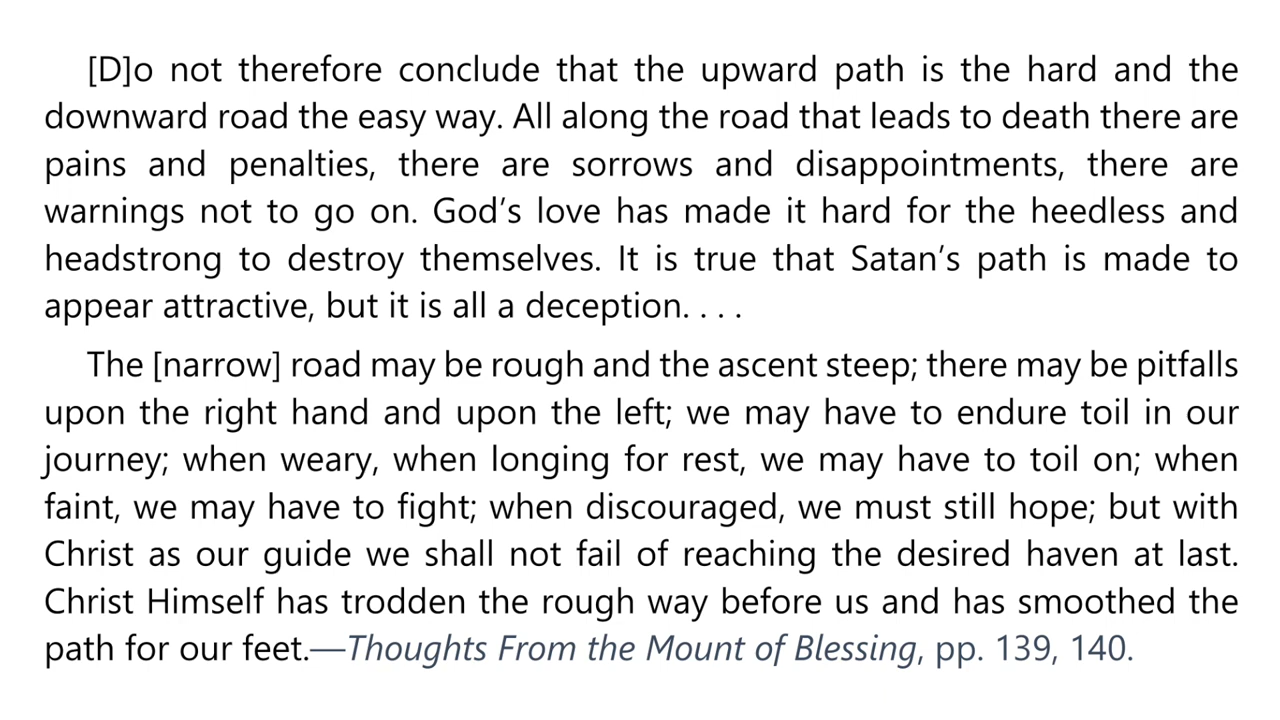 [D]o not therefore conclude that the upward path is the hard and the
downward road the easy way. All along the road that leads to death there are
pains and penalties, there are sorrows and disappointments, there are
warnings not to go on. God’s love has made it hard for the heedless and
headstrong to destroy themselves. It is true that Satan’s path is made to
appear attractive, but it is all a deception. . . .
The [narrow] road may be rough and the ascent steep; there may be pitfalls
upon the right hand and upon the left; we may have to endure toil in our
journey; when weary, when longing for rest, we may have to toil on; when
faint, we may have to fight; when discouraged, we must still hope; but with
Christ as our guide we shall not fail of reaching the desired haven at last.
Christ Himself has trodden the rough way before us and has smoothed the
path for our feet.—Thoughts From the Mount of Blessing, pp. 139, 140.